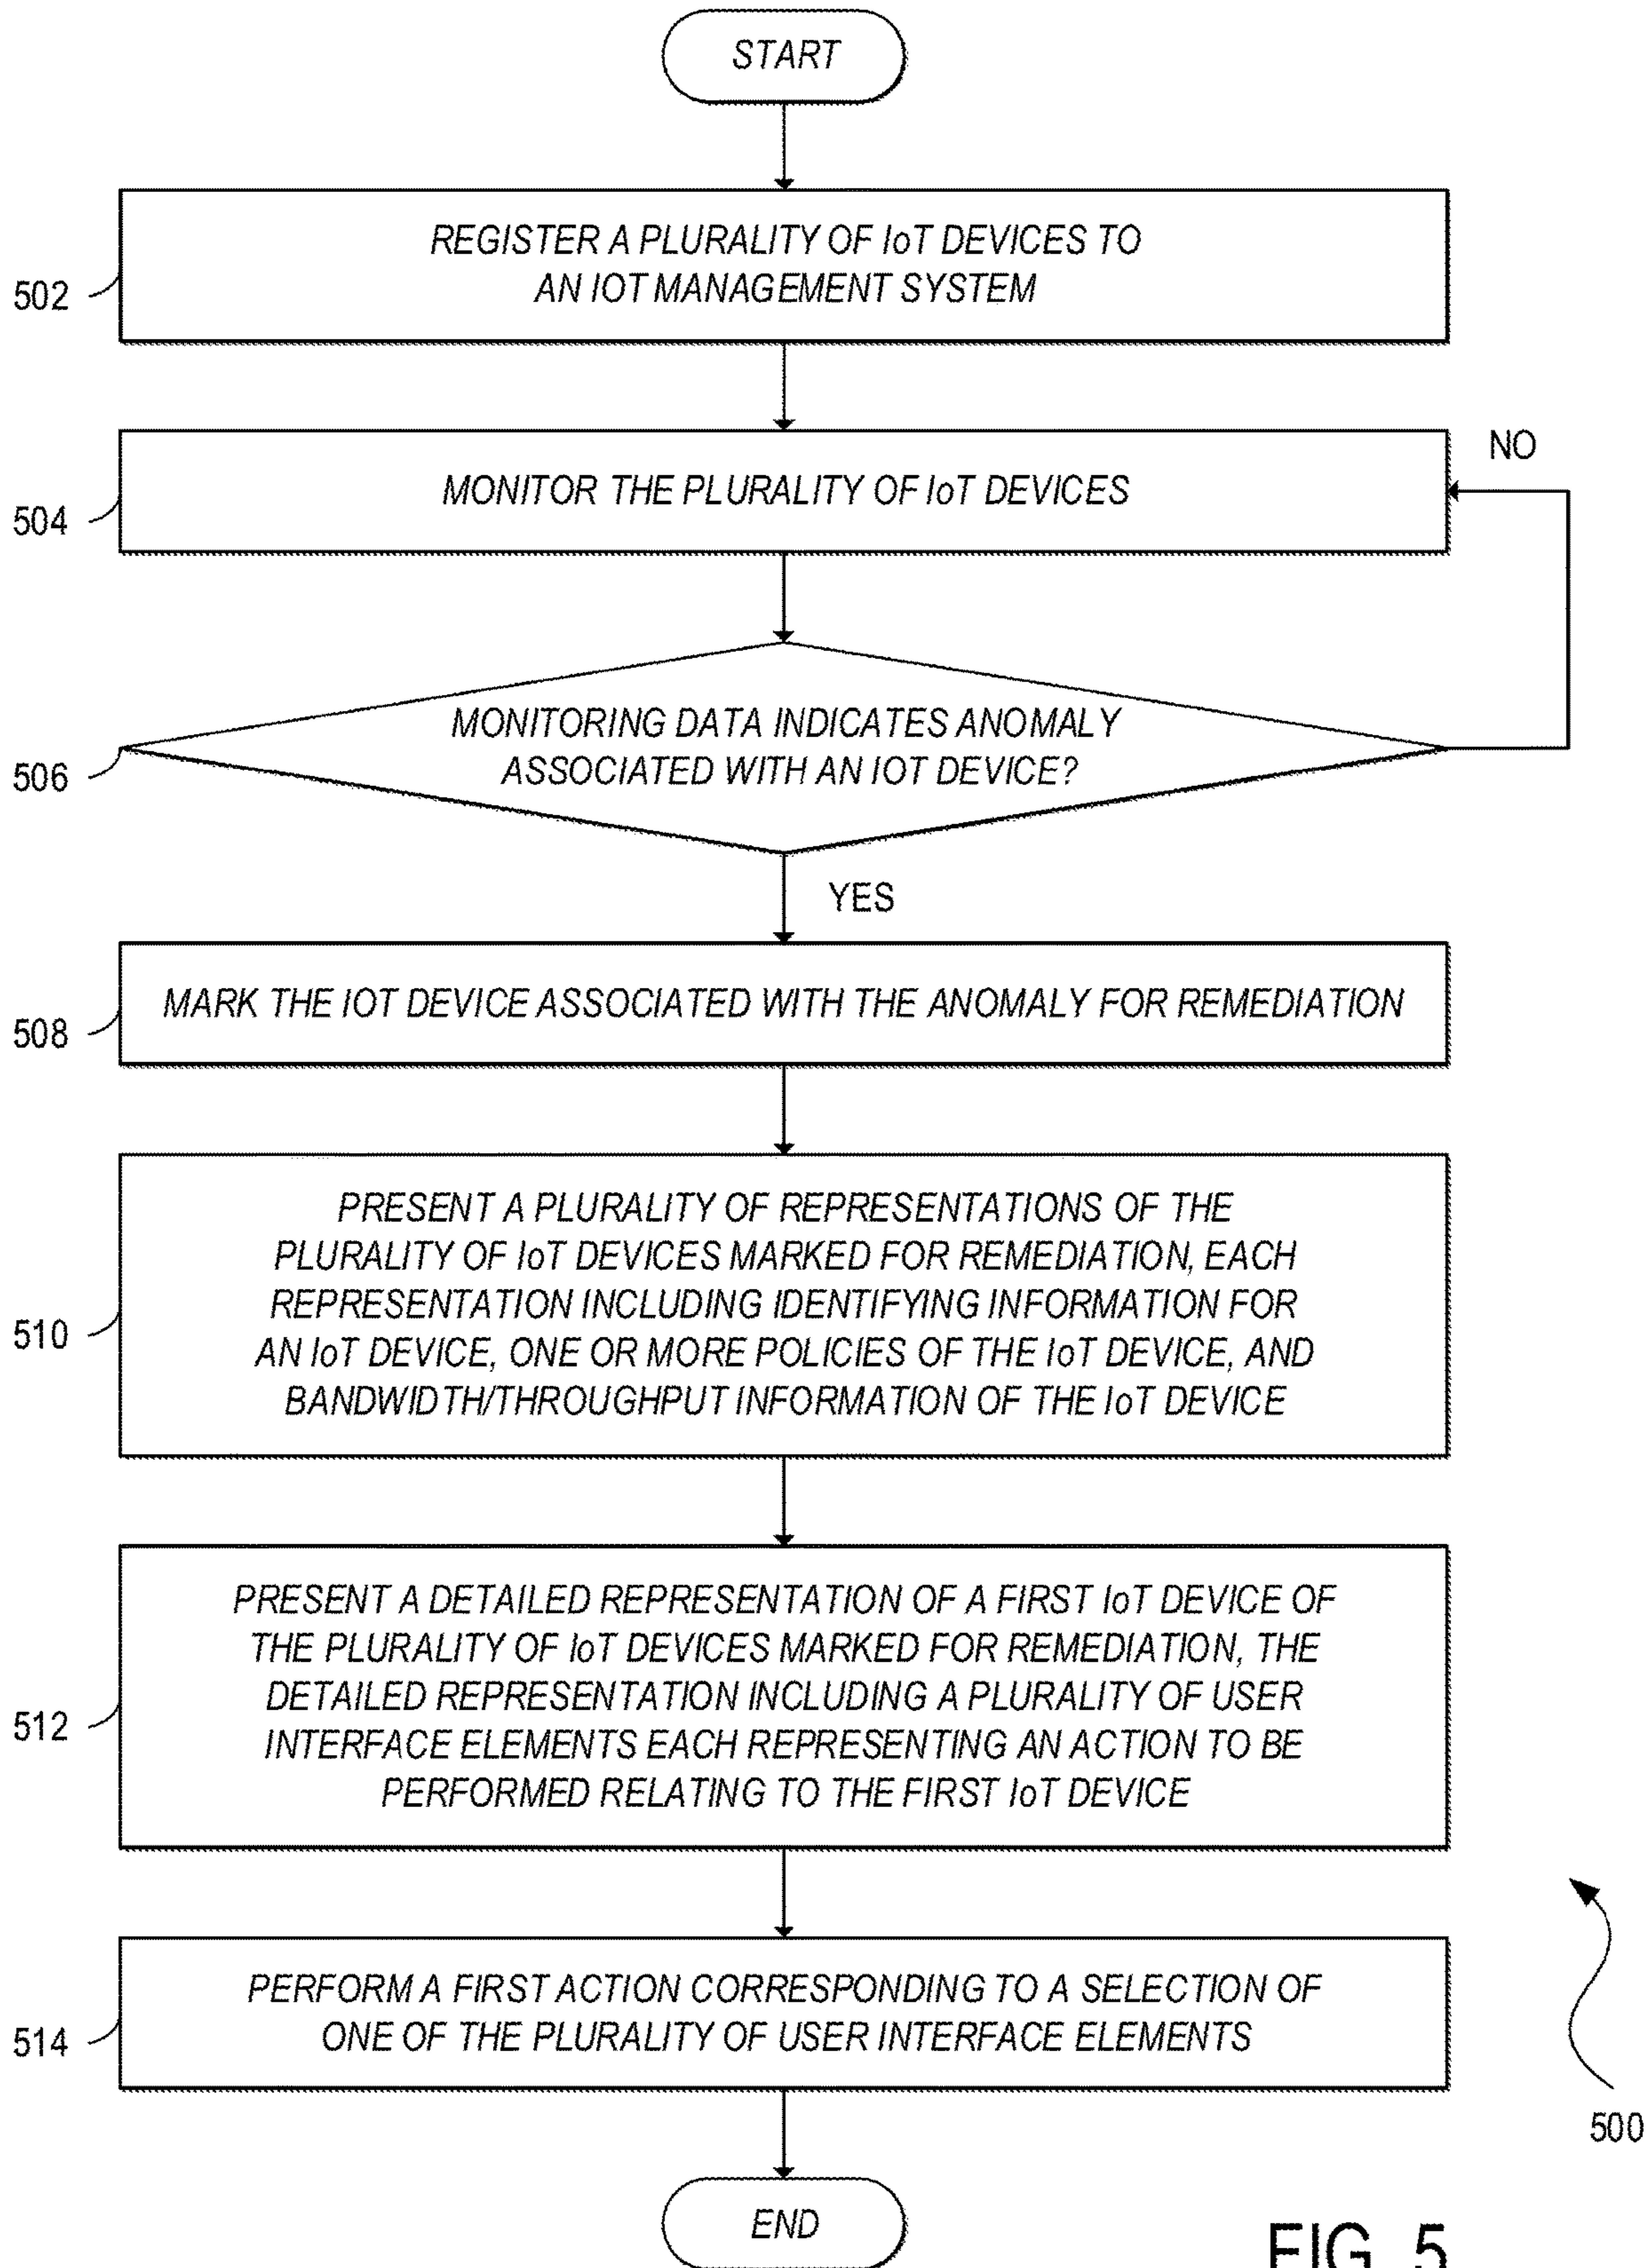 START
REGISTER A PLURALITY OF IoT DEVICES TO
AN IOT MANAGEMENT SYSTEM
502
MONITOR THE PLURALITY OF IoT DEVICES
NO
504
MONITORING DATA INDICATES ANOMALY
ASSOCIATED WITH AN IOT DEVICE?
506
YES
MARK THE IOT DEVICE ASSOCIATED WITH THE ANOMALY FOR REMEDIATION
508
PRESENT A PLURALITY OF REPRESENTATIONS OF THE
PLURALITY OF IoT DEVICES MARKED FOR REMEDIATION, EACH
REPRESENTATION INCLUDING IDENTIFYING INFORMATION FOR
AN IoT DEVICE, ONE OR MORE POLICIES OF THE IoT DEVICE, AND
BANDWIDTH/THROUGHPUT INFORMATION OF THE IoT DEVICE
510
PRESENT A DETAILED REPRESENTATION OF A FIRST IoT DEVICE OF
THE PLURALITY OF IoT DEVICES MARKED FOR REMEDIATION, THE
DETAILED REPRESENTATION INCLUDING A PLURALITY OF USER
INTERFACE ELEMENTS EACH REPRESENTING AN ACTION TO BE
PERFORMED RELATING TO THE FIRST IoT DEVICE
512
PERFORM A FIRST ACTION CORRESPONDING TO A SELECTION OF
ONE OF THE PLURALITY OF USER INTERFACE ELEMENTS
514
500
END
FIG. 5